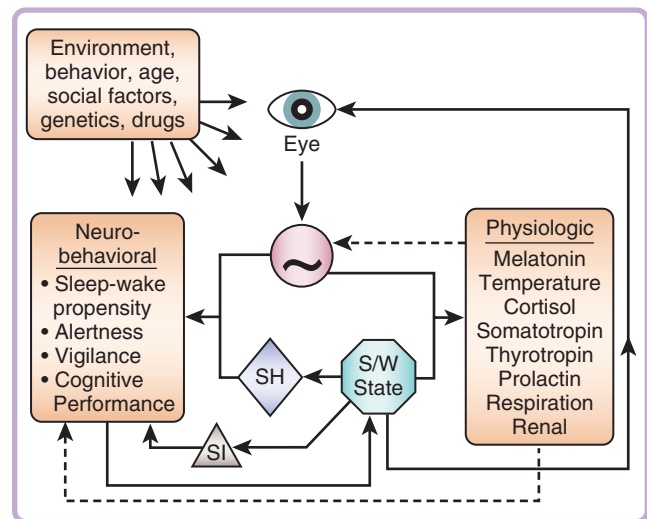 Environment,
behavior, age,
social factors,
genetics, drugs
Eye
Neuro-
behavioral
• Sleep-wake
propensity
• Alertness
• Vigilance
• Cognitive
Performance
~
SH
S/W
State
SI
Physiologic
Melatonin
Temperature
Cortisol
Somatotropin
Thyrotropin
Prolactin
Respiration
Renal